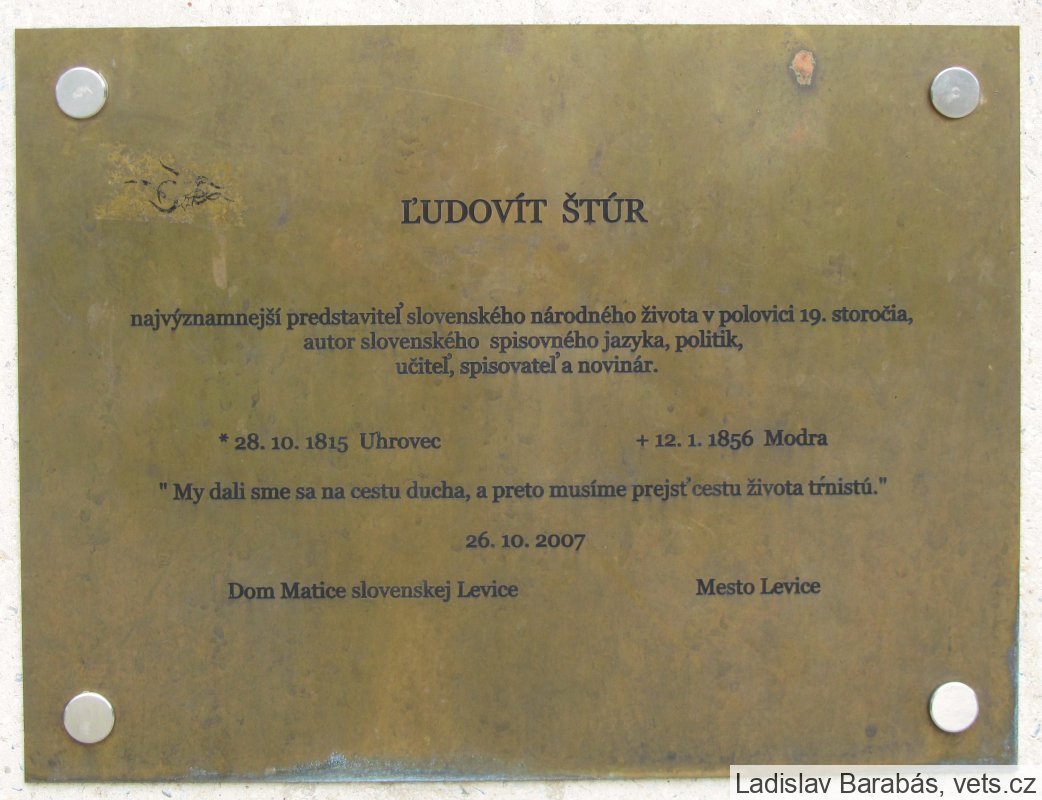 ĽUDOVÍT ŠTÚR
najvýznamnejší predstaviteľ slovenského národného života v polovici 19. storočia,
autor slovenského spisovného jazyka, politik,
učiteľ, spisovateľ a novinár.
* 28. 10. 1815 Uhrovec + 12. 1. 1856 Modra
" My dali sme sa na cestu ducha, a preto musíme prejsť cestu života tŕnistú."
26. 10. 2007
Dom Matice slovenskej Levice Mesto Levice
Ladislav Barabás, vets.cz